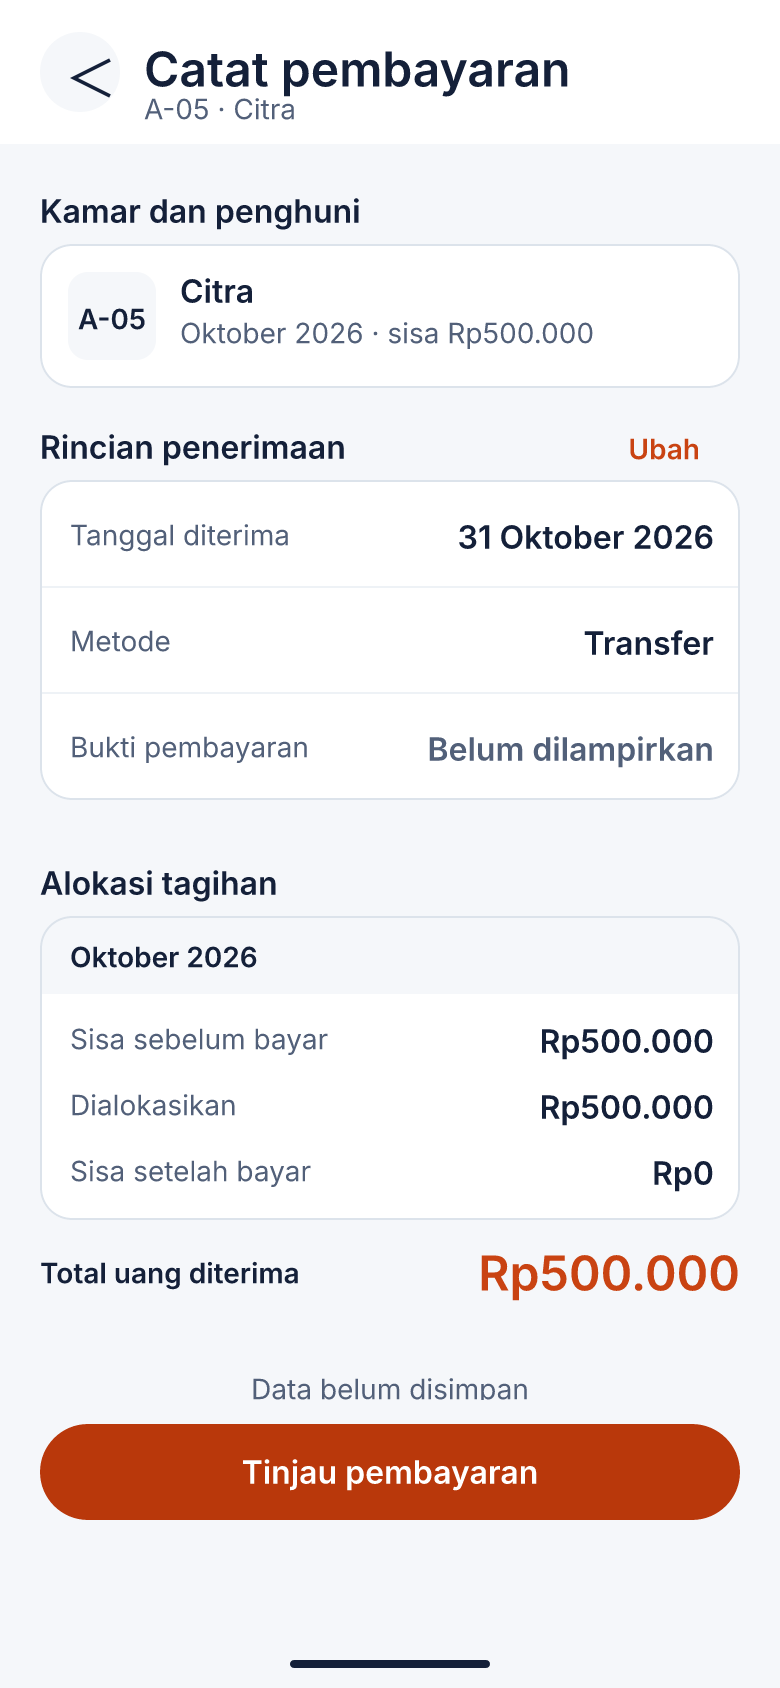 Catat pembayaran
A-05 · Citra
Kamar dan penghuni
A-05
Citra
Oktober 2026 · sisa Rp500.000
Rincian penerimaan
Ubah
Tanggal diterima
31 Oktober 2026
Metode
Transfer
Bukti pembayaran
Belum dilampirkan
Alokasi tagihan
Oktober 2026
Sisa sebelum bayar
Rp500.000
Dialokasikan
Rp500.000
Sisa setelah bayar
Rp0
Total uang diterima
Rp500.000
Data belum disimpan
Tinjau pembayaran